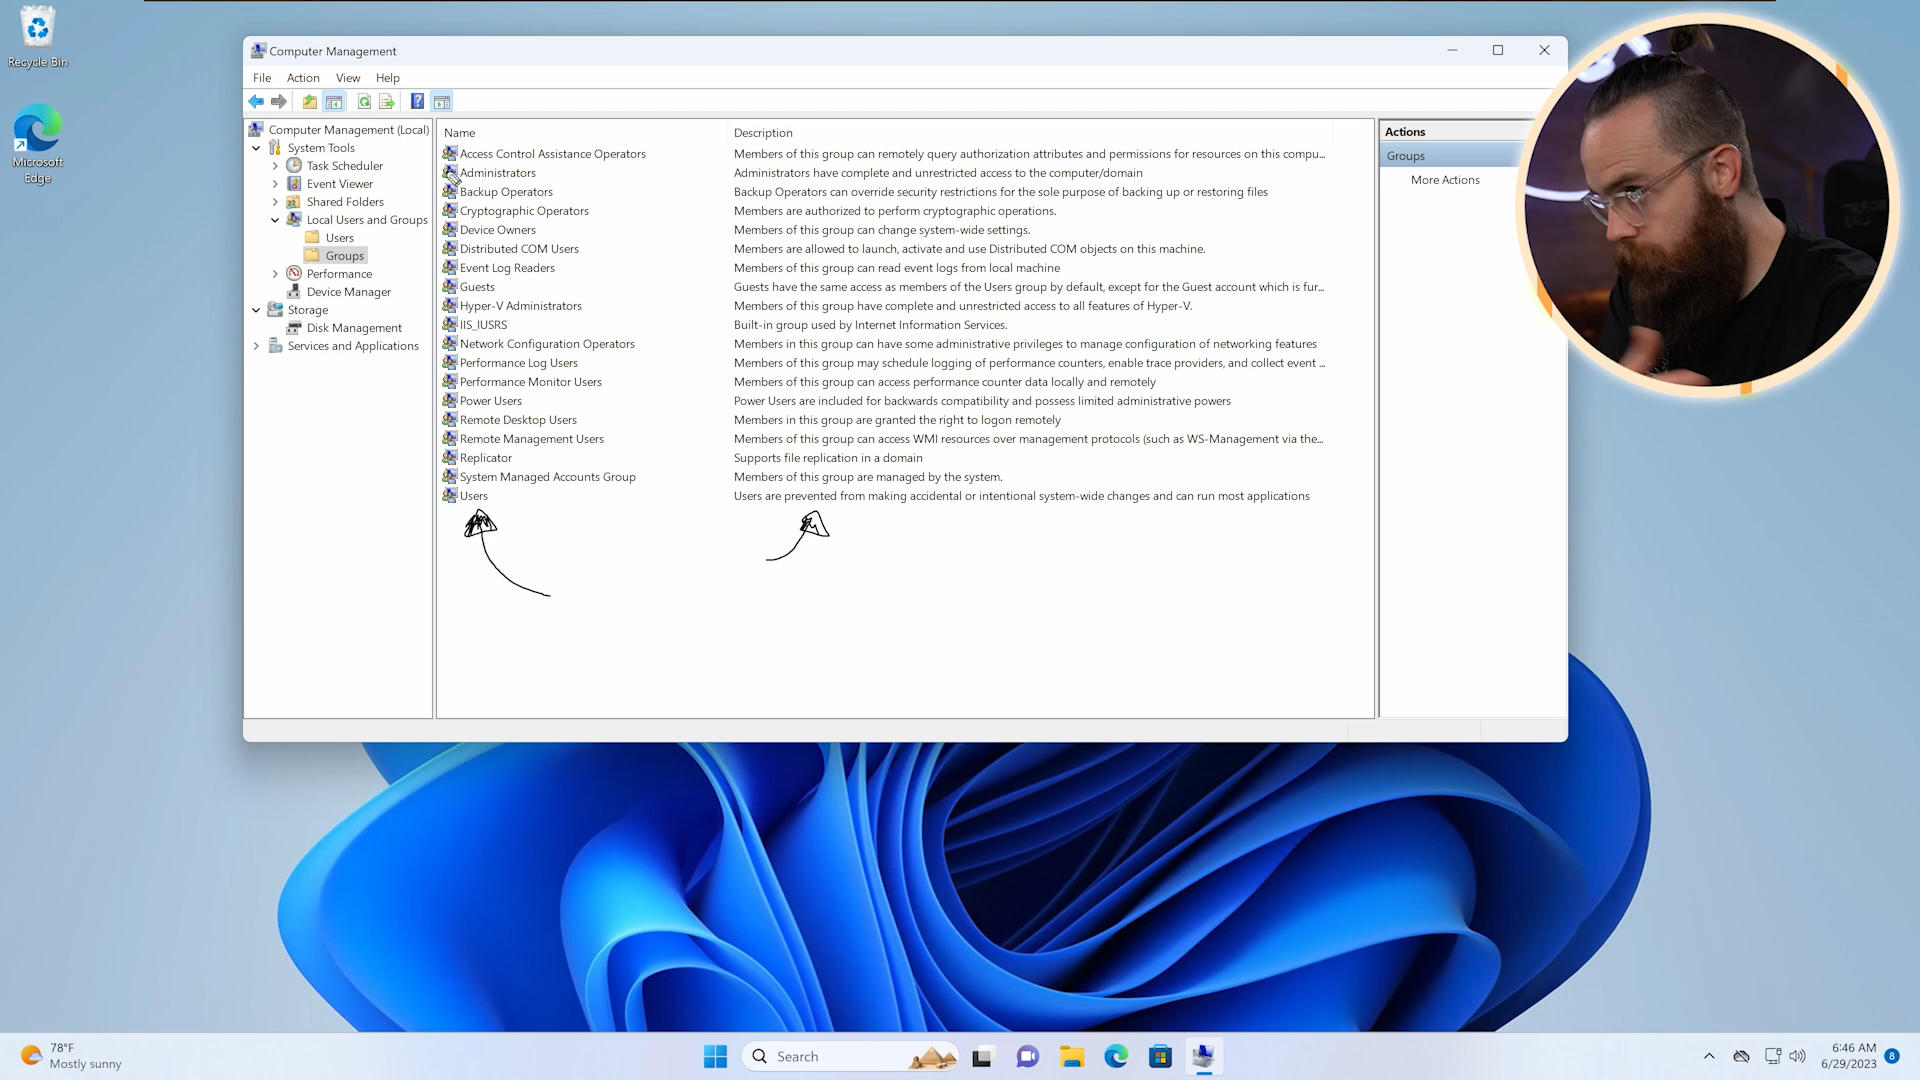 Recycle Bin
Microsoft
Edge
Computer Management
File Action View Help
Computer Management (Local)
System Tools
Task Scheduler
Event Viewer
Shared Folders
Local Users and Groups
Users
Groups
Performance
Device Manager
Storage
Disk Management
Services and Applications
Name Description
Access Control Assistance Operators Members of this group can remotely query authorization attributes and permissions for resources on this compu...
Administrators Administrators have complete and unrestricted access to the computer/domain
Backup Operators Backup Operators can override security restrictions for the sole purpose of backing up or restoring files
Cryptographic Operators Members are authorized to perform cryptographic operations.
Device Owners Members of this group can change system-wide settings.
Distributed COM Users Members are allowed to launch, activate and use Distributed COM objects on this machine.
Event Log Readers Members of this group can read event logs from local machine
Guests Guests have the same access as members of the Users group by default, except for the Guest account which is fur...
Hyper-V Administrators Members of this group have complete and unrestricted access to all features of Hyper-V.
IIS_IUSRS Built-in group used by Internet Information Services.
Network Configuration Operators Members in this group can have some administrative privileges to manage configuration of networking features
Performance Log Users Members of this group may schedule logging of performance counters, enable trace providers, and collect event ...
Performance Monitor Users Members of this group can access performance counter data locally and remotely
Power Users Power Users are included for backwards compatibility and possess limited administrative powers
Remote Desktop Users Members in this group are granted the right to logon remotely
Remote Management Users Members of this group can access WMI resources over management protocols (such as WS-Management via the...
Replicator Supports file replication in a domain
System Managed Accounts Group Members of this group are managed by the system.
Users Users are prevented from making accidental or intentional system-wide changes and can run most applications
Actions
Groups
More Actions
78°F
Mostly sunny
Search
6:46 AM
6/29/2023
8